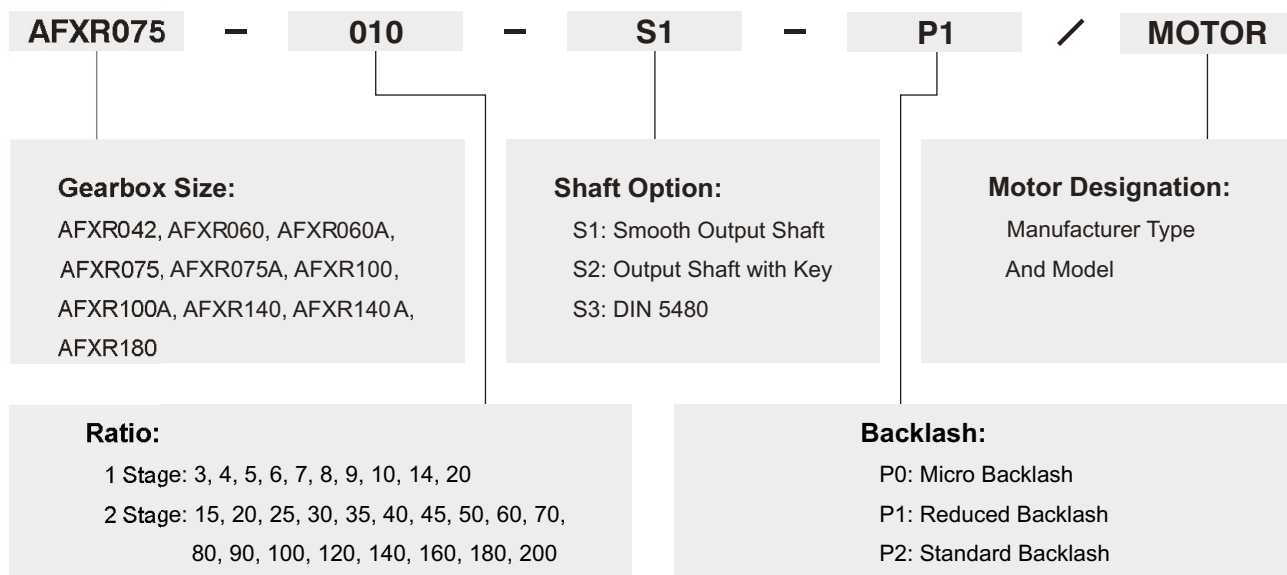 AFXR075 – 010 – S1 – P1 / MOTOR
Gearbox Size:
AFXR042, AFXR060, AFXR060A,
AFXR075, AFXR075A, AFXR100,
AFXR100A, AFXR140, AFXR140A,
AFXR180
Shaft Option:
S1: Smooth Output Shaft
S2: Output Shaft with Key
S3: DIN 5480
Motor Designation:
Manufacturer Type
And Model
Ratio:
1 Stage: 3, 4, 5, 6, 7, 8, 9, 10, 14, 20
2 Stage: 15, 20, 25, 30, 35, 40, 45, 50, 60, 70,
80, 90, 100, 120, 140, 160, 180, 200
Backlash:
P0: Micro Backlash
P1: Reduced Backlash
P2: Standard Backlash